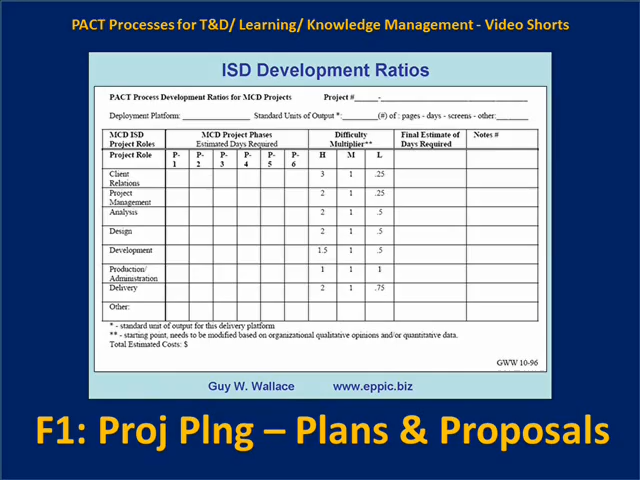 PACT Processes for T&D/ Learning/ Knowledge Management - Video Shorts
ISD Development Ratios
PACT Process Development Ratios for MCD Projects Project #_____-______________________________
Deployment Platform: ______________ Standard Units of Output *:________(#) of : pages - days - screens - other:_______
MCD ISD Project Roles MCD Project Phases Estimated Days Required Difficulty Multiplier** Final Estimate of Days Required Notes #
Project Role P-1 P-2 P-3 P-4 P-5 P-6 H M L
Client Relations 3 1 .25
Project Management 2 1 .25
Analysis 2 1 .5
Design 2 1 .5
Development 1.5 1 .5
Production/ Administration 1 1 1
Delivery 2 1 .75
Other:
* - standard unit of output for this delivery platform
** - starting point, needs to be modified based on organizational qualitative opinions and/or quantitative data.
Total Estimated Costs: $
GWW 10-96
Guy W. Wallace www.eppic.biz
F1: Proj Plng – Plans & Proposals